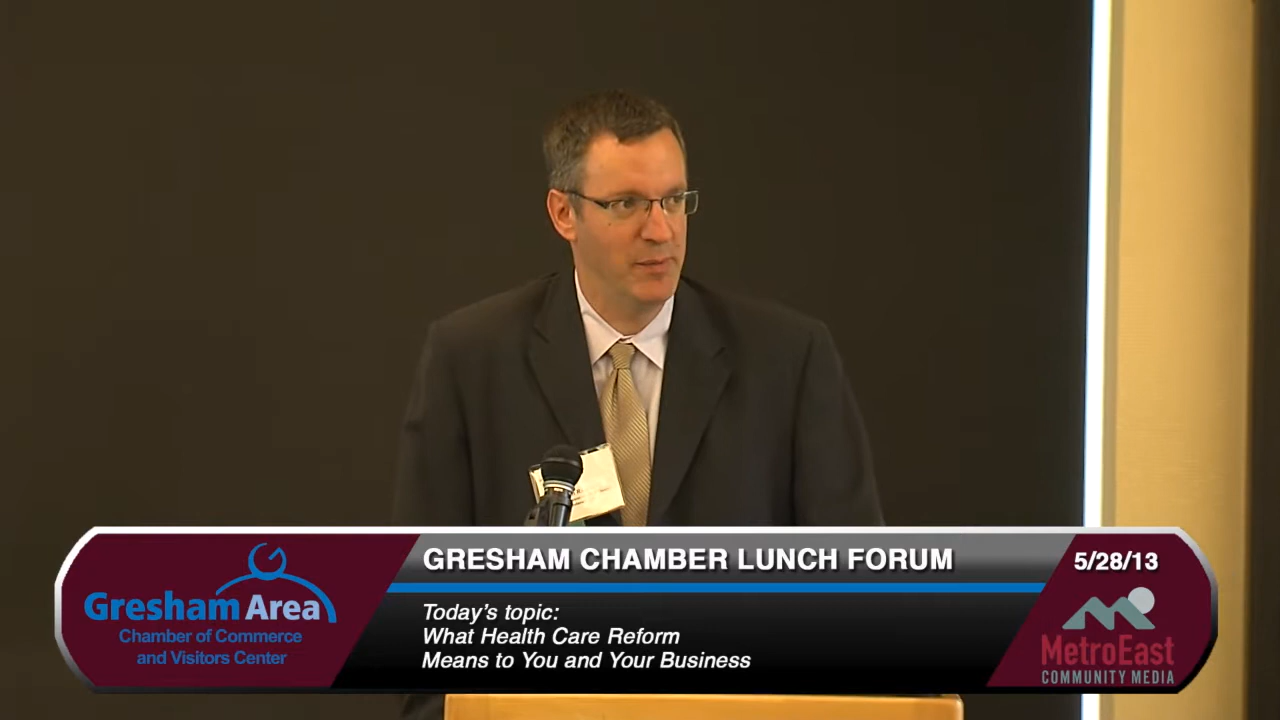 GRESHAM CHAMBER LUNCH FORUM
5/28/13
Gresham Area
Chamber of Commerce
and Visitors Center
Today's topic:
What Health Care Reform
Means to You and Your Business
MetroEast
COMMUNITY MEDIA